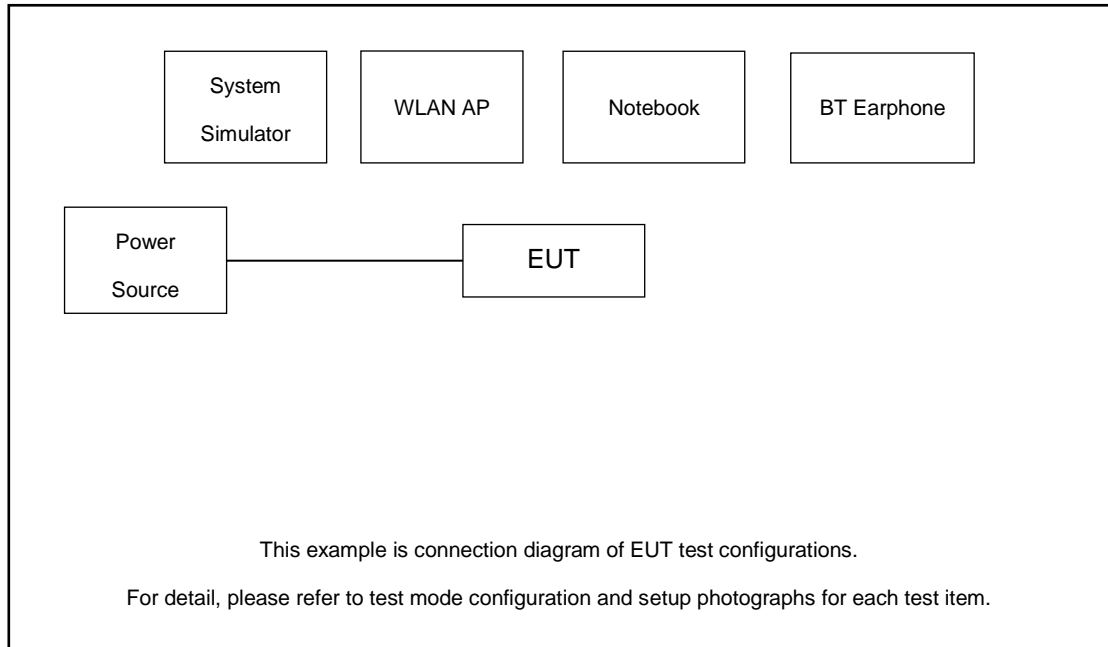 System
Simulator
WLAN AP
Notebook
BT Earphone
Power
Source
EUT
This example is connection diagram of EUT test configurations.
For detail, please refer to test mode configuration and setup photographs for each test item.